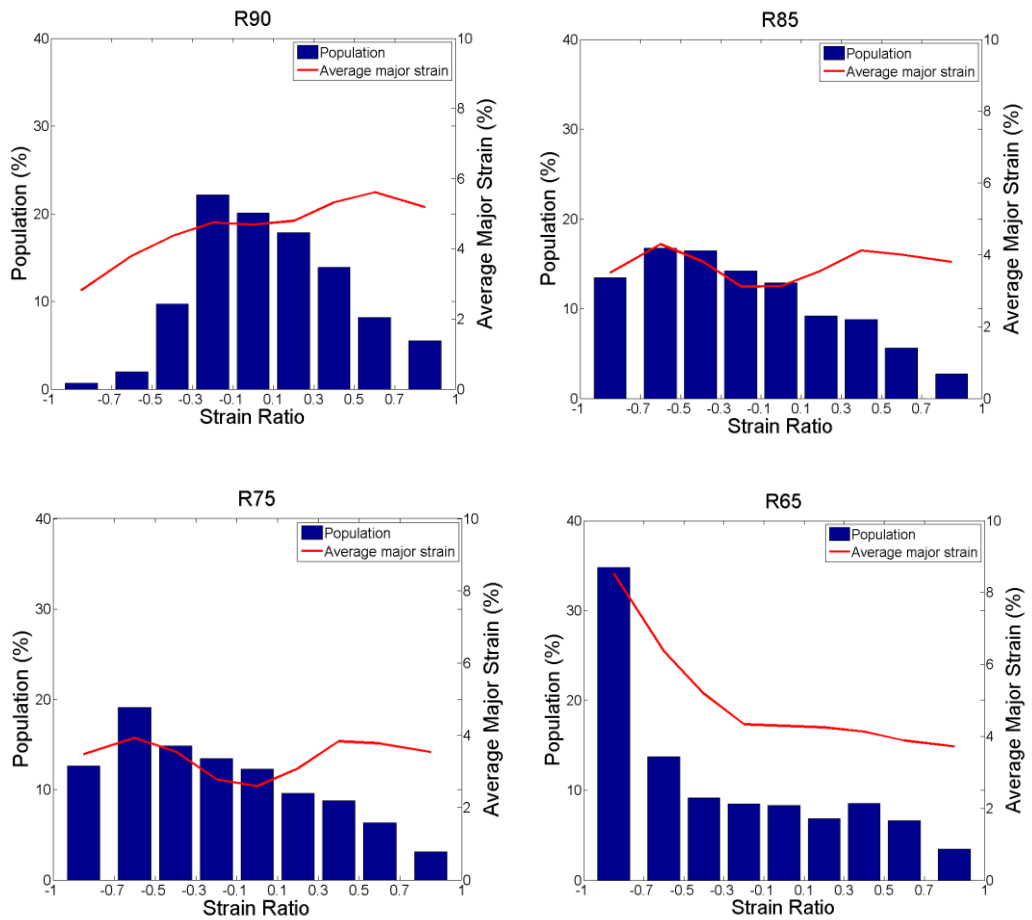 R90
Population
Average major strain
Population (%)
40
30
20
10
0
Average Major Strain (%)
10
8
6
4
2
0
-1 -0.7 -0.5 -0.3 -0.1 0.1 0.3 0.5 0.7 1
Strain Ratio
R85
Population
Average major strain
Population (%)
40
30
20
10
0
Average Major Strain (%)
10
8
6
4
2
0
-1 -0.7 -0.5 -0.3 -0.1 0.1 0.3 0.5 0.7 1
Strain Ratio
R75
Population
Average major strain
Population (%)
40
30
20
10
0
Average Major Strain (%)
10
8
6
4
2
0
-1 -0.7 -0.5 -0.3 -0.1 0.1 0.3 0.5 0.7 1
Strain Ratio
R65
Population
Average major strain
Population (%)
40
30
20
10
0
Average Major Strain (%)
10
8
6
4
2
0
-1 -0.7 -0.5 -0.3 -0.1 0.1 0.3 0.5 0.7 1
Strain Ratio